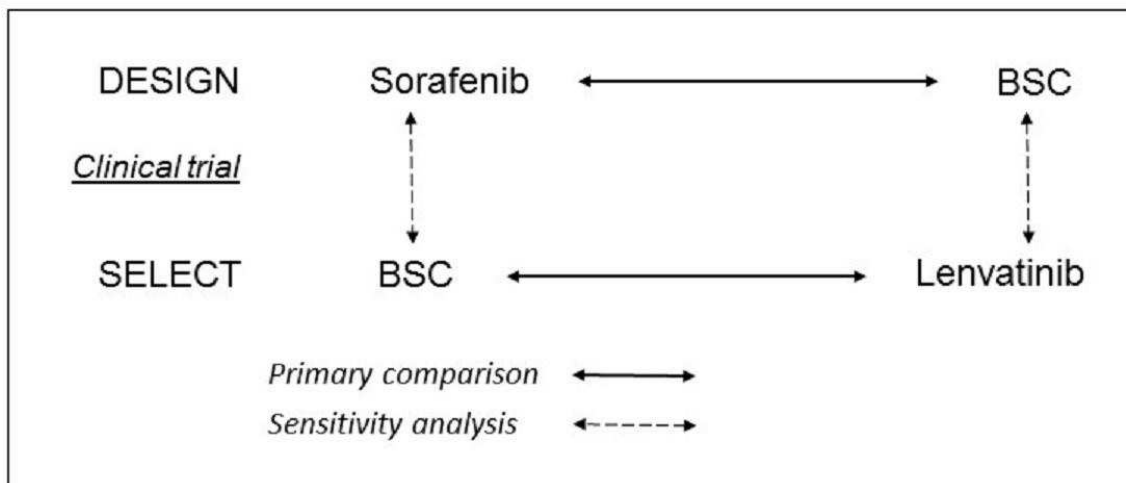 DESIGN Sorafenib BSC
Clinical trial
SELECT BSC Lenvatinib
Primary comparison
Sensitivity analysis